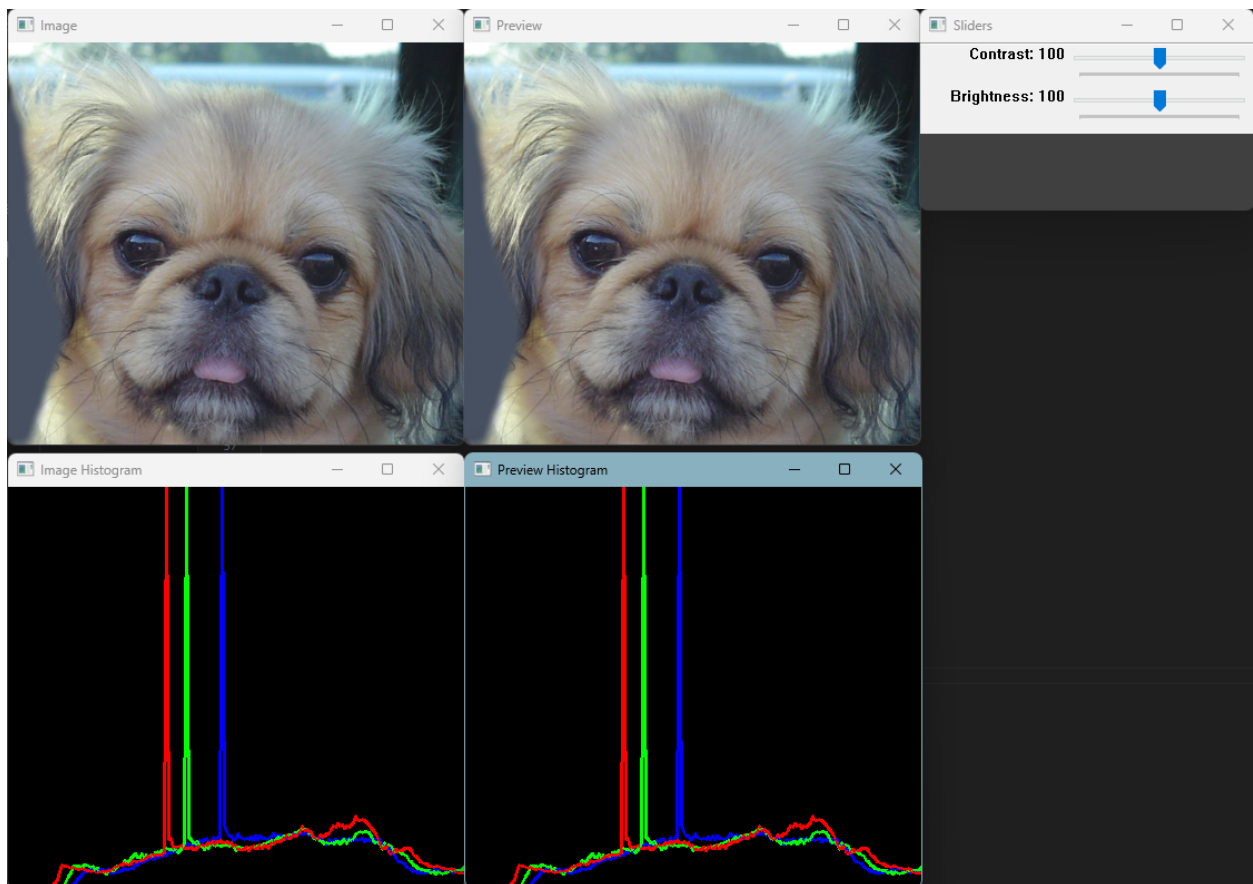 Image
Preview
Sliders
Contrast: 100
Brightness: 100
Image Histogram
Preview Histogram